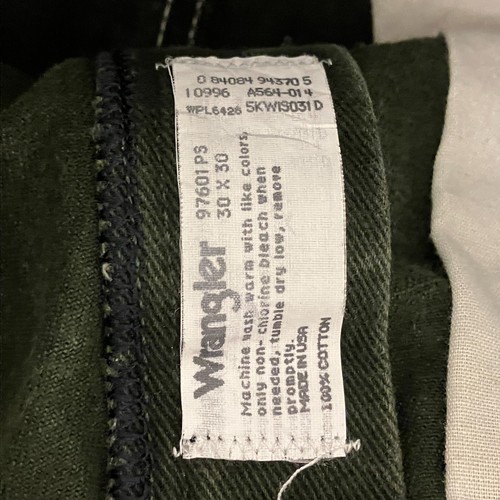 0 84084 94370 5
10996 A564-014
WPL6428 5KWIS031D
97601PS
30 X 30
Wrangler
Machine wash warm with like colors,
only non-chlorine bleach when
needed, tumble dry low, remove
promptly.
MADE IN USA
100% COTTON